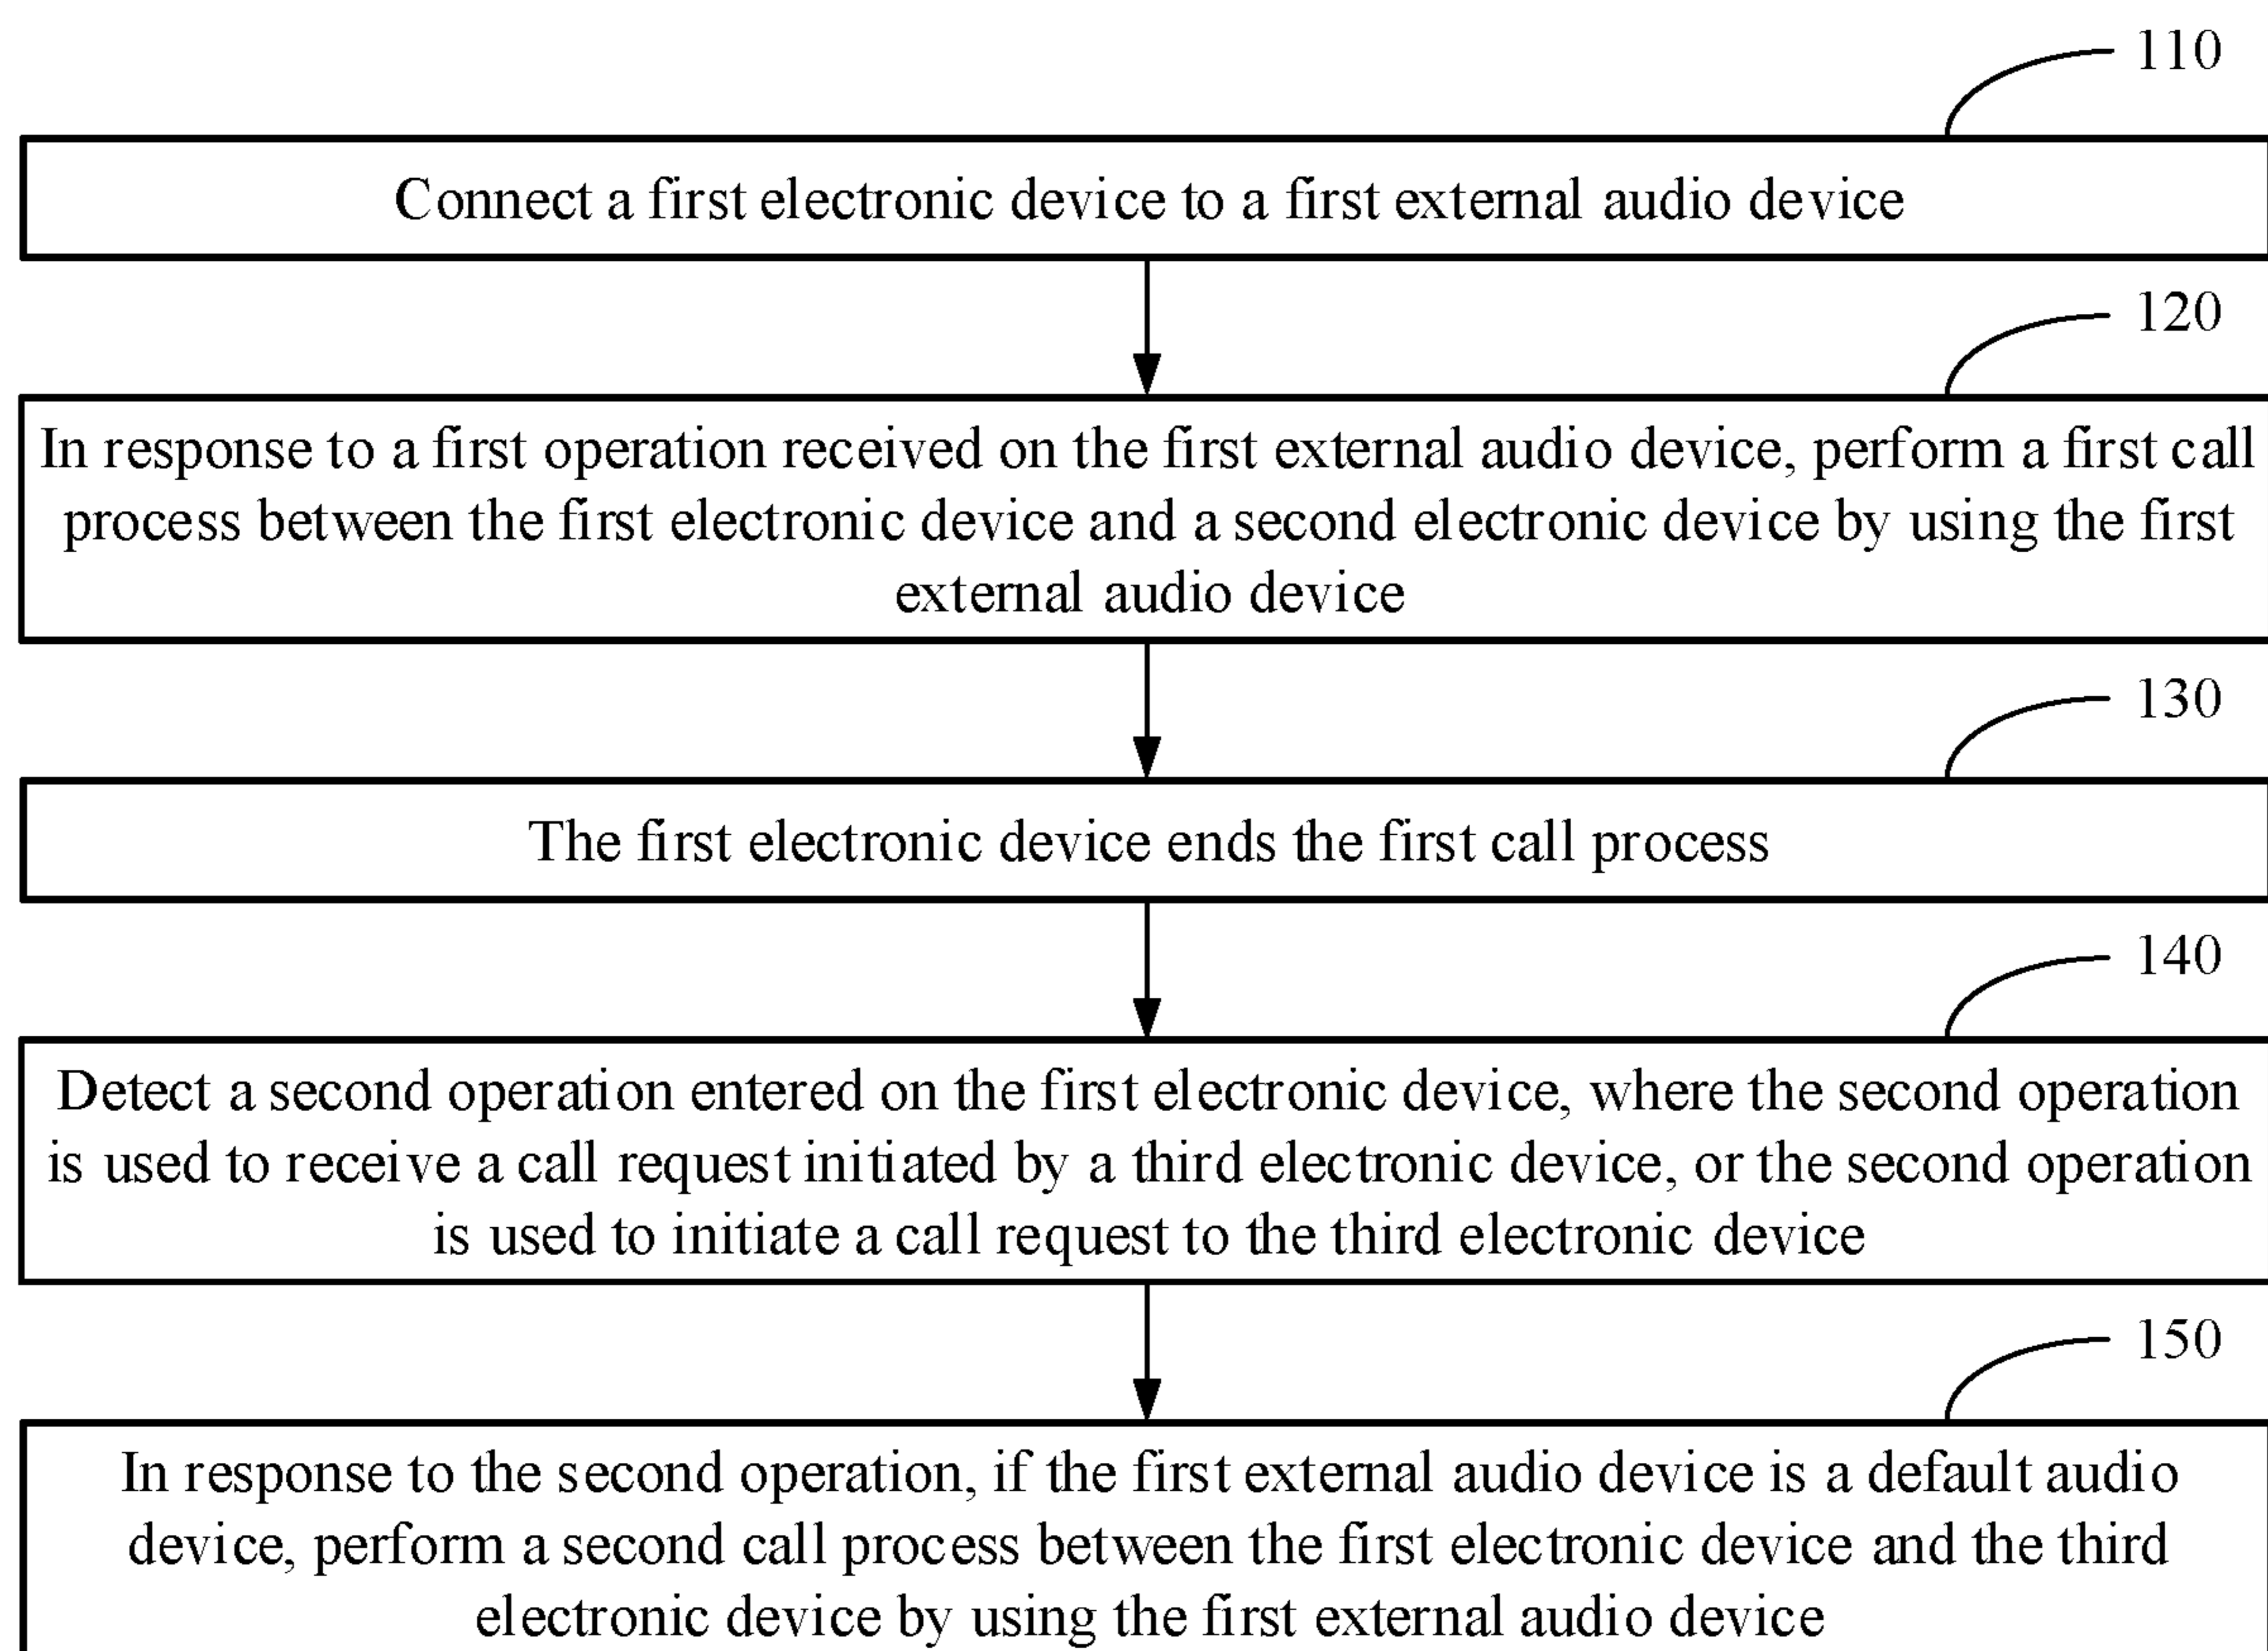 110
Connect a first electronic device to a first external audio device
120
In response to a first operation received on the first external audio device, perform a first call
process between the first electronic device and a second electronic device by using the first
external audio device
130
The first electronic device ends the first call process
140
Detect a second operation entered on the first electronic device, where the second operation
is used to receive a call request initiated by a third electronic device, or the second operation
is used to initiate a call request to the third electronic device
150
In response to the second operation, if the first external audio device is a default audio
device, perform a second call process between the first electronic device and the third
electronic device by using the first external audio device